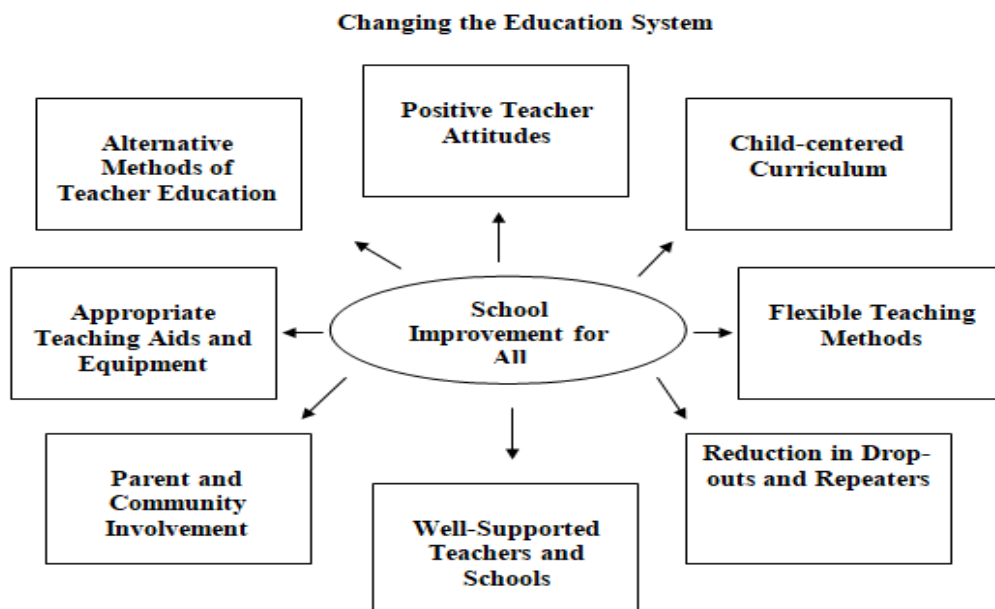 Changing the Education System
Positive Teacher
Attitudes
Alternative
Methods of
Teacher Education
Child-centered
Curriculum
Appropriate
Teaching Aids and
Equipment
School
Improvement for
All
Flexible Teaching
Methods
Parent and
Community
Involvement
Well-Supported
Teachers and
Schools
Reduction in Drop-
outs and Repeaters